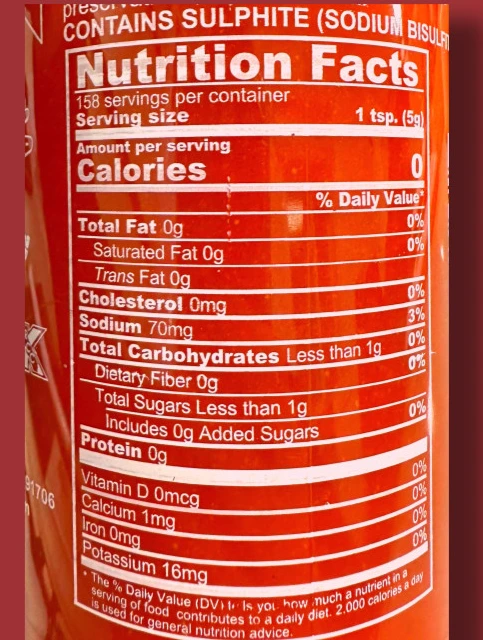 CONTAINS SULPHITE (SODIUM BISULFI
Nutrition Facts
158 servings per container
Serving size 1 tsp. (5g)
Amount per serving
Calories 0
% Daily Value*
Total Fat 0g 0%
Saturated Fat 0g 0%
Trans Fat 0g
Cholesterol 0mg 0%
Sodium 70mg 3%
Total Carbohydrates Less than 1g 0%
Dietary Fiber 0g 0%
Total Sugars Less than 1g
Includes 0g Added Sugars 0%
Protein 0g
Vitamin D 0mcg 0%
Calcium 1mg 0%
Iron 0mg 0%
Potassium 16mg 0%
* The % Daily Value (DV) you how much a nutrient in a
serving of food contributes to a daily diet. 2,000 calories a day
is used for general nutrition advice.
91706